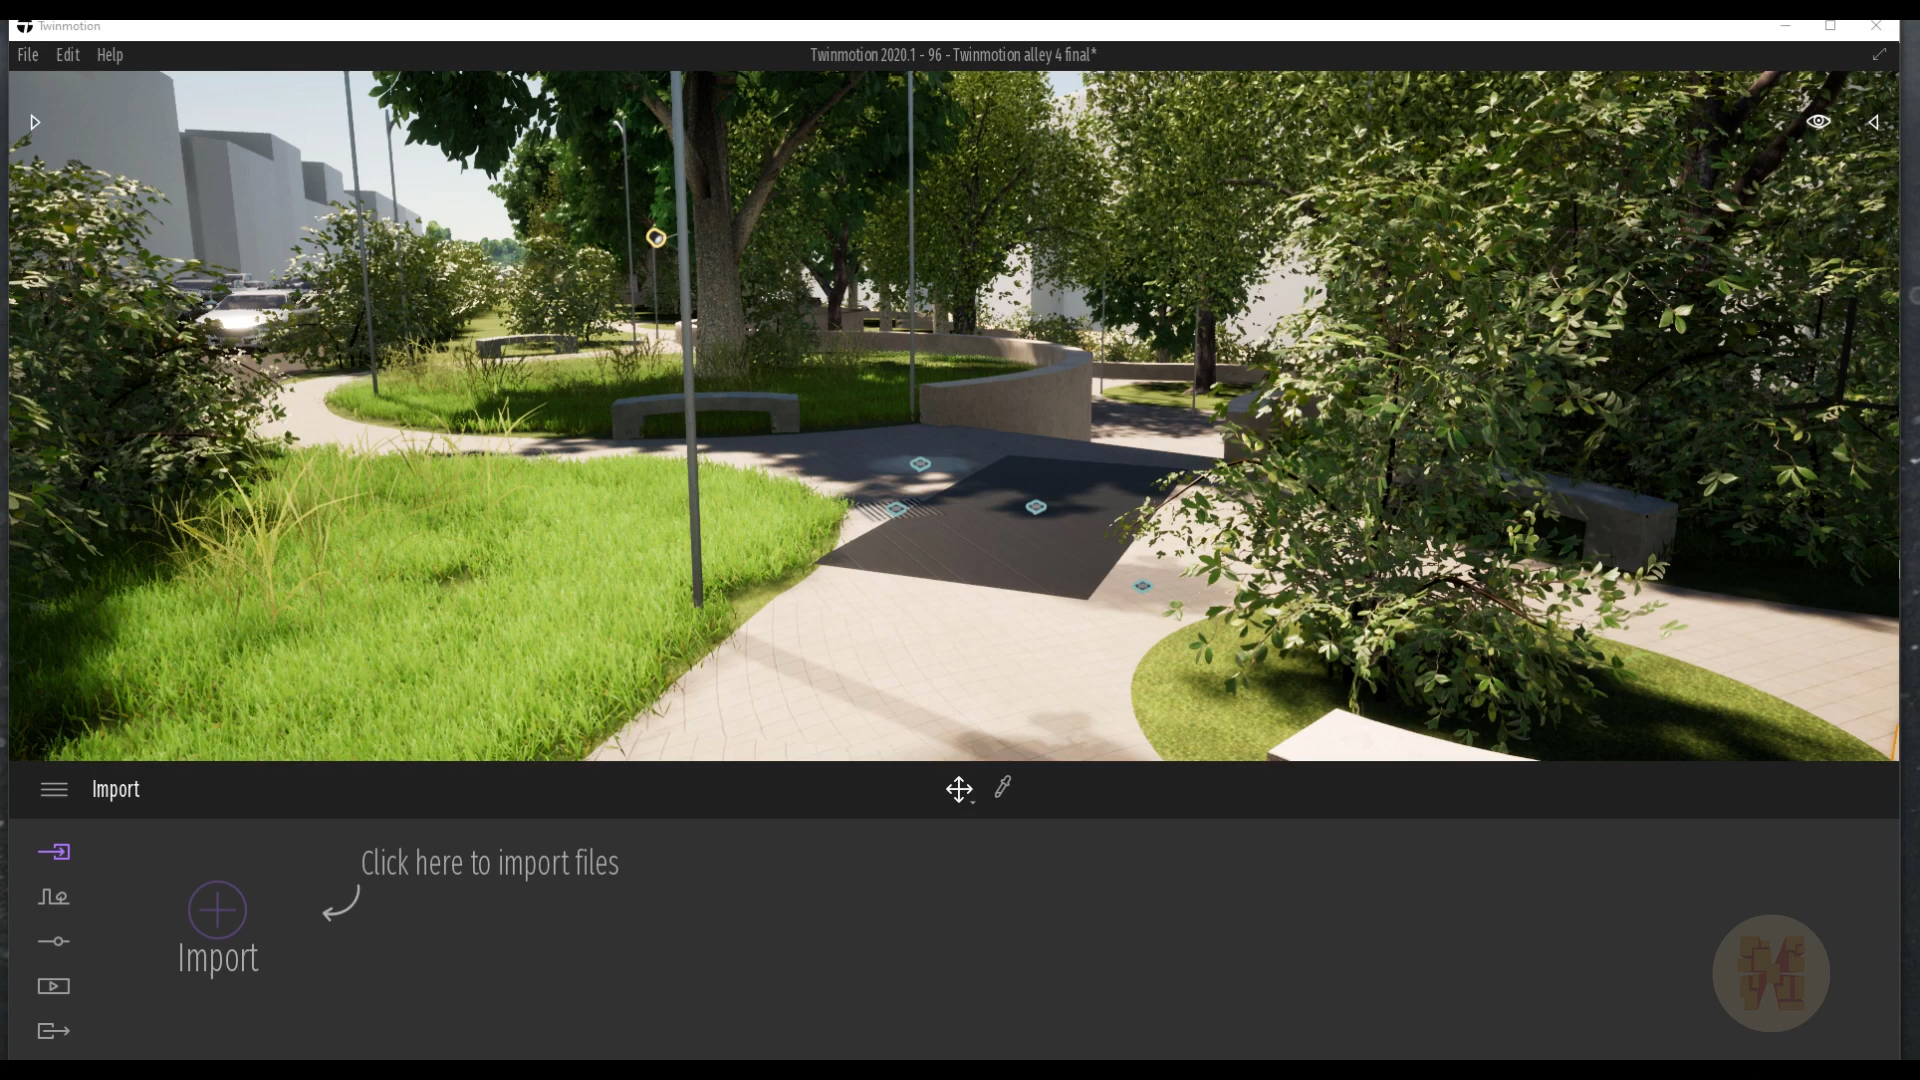 Twinmotion
File Edit Help
Twinmotion 2020.1 - 96 - Twinmotion alley 4 final*
Import
Click here to import files
Import